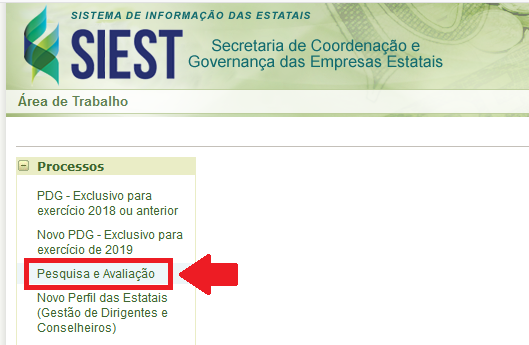 SISTEMA DE INFORMAÇÃO DAS ESTATAIS
SIEST
Secretaria de Coordenação e
Governança das Empresas Estatais
Área de Trabalho
Processos
PDG - Exclusivo para
exercício 2018 ou anterior
Novo PDG - Exclusivo para
exercício de 2019
Pesquisa e Avaliação
Novo Perfil das Estatais
(Gestão de Dirigentes e
Conselheiros)